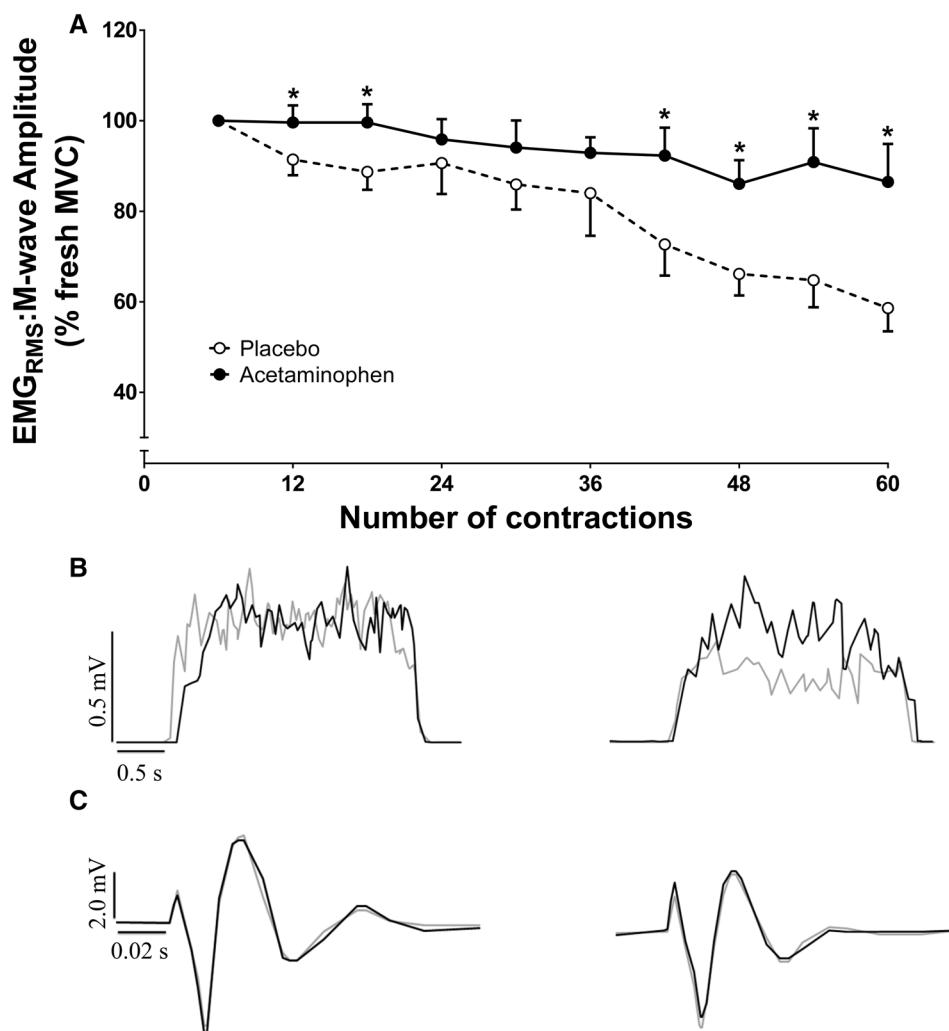 A
EMG_RMS:M-wave Amplitude
(% fresh MVC)
120
100
80
60
40
* * * * * *
Placebo
Acetaminophen
0 12 24 36 48 60
Number of contractions
B
0.5 mV
0.5 s
C
2.0 mV
0.02 s